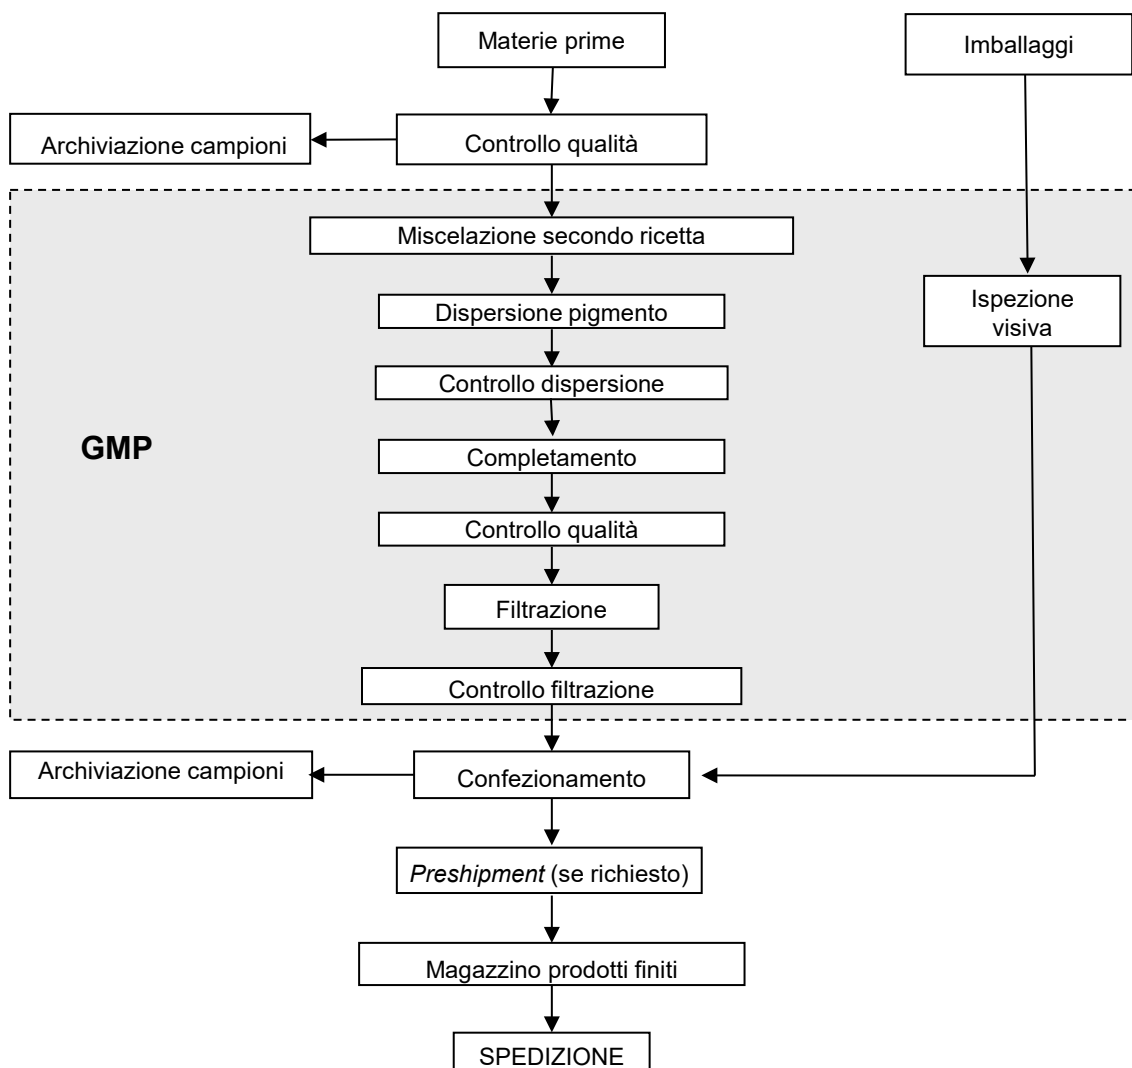 Materie prime
Imballaggi
Archiviazione campioni
Controllo qualità
Miscelazione secondo ricetta
Dispersione pigmento
Ispezione
visiva
Controllo dispersione
GMP
Completamento
Controllo qualità
Filtrazione
Controllo filtrazione
Archiviazione campioni
Confezionamento
Preshipment (se richiesto)
Magazzino prodotti finiti
SPEDIZIONE